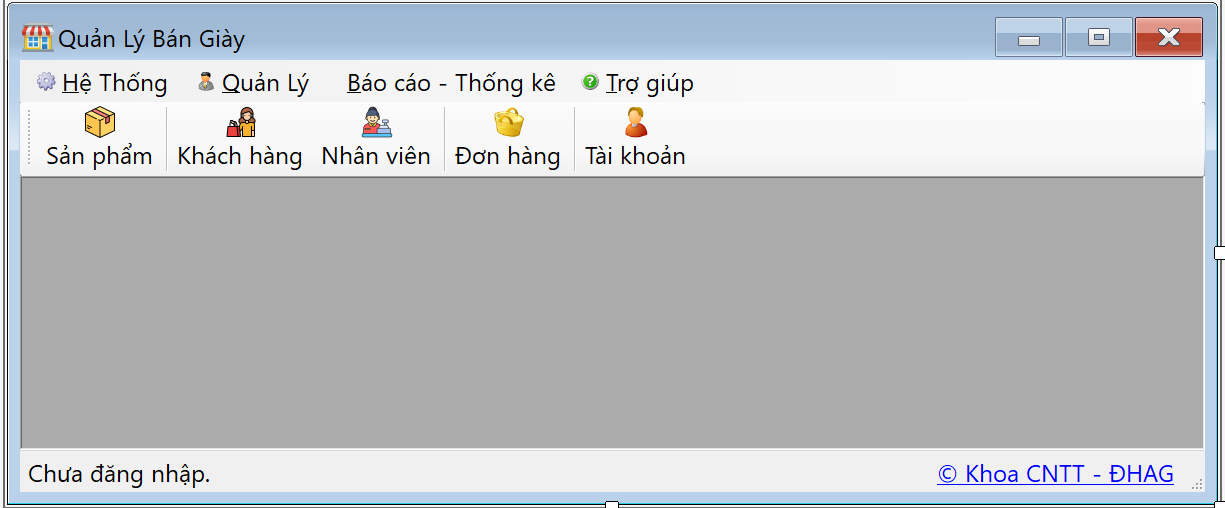 Quản Lý Bán Giày
Hệ Thống Quản Lý Báo cáo - Thống kê Trợ giúp
Sản phẩm Khách hàng Nhân viên Đơn hàng Tài khoản
Chưa đăng nhập. © Khoa CNTT - ĐHAG